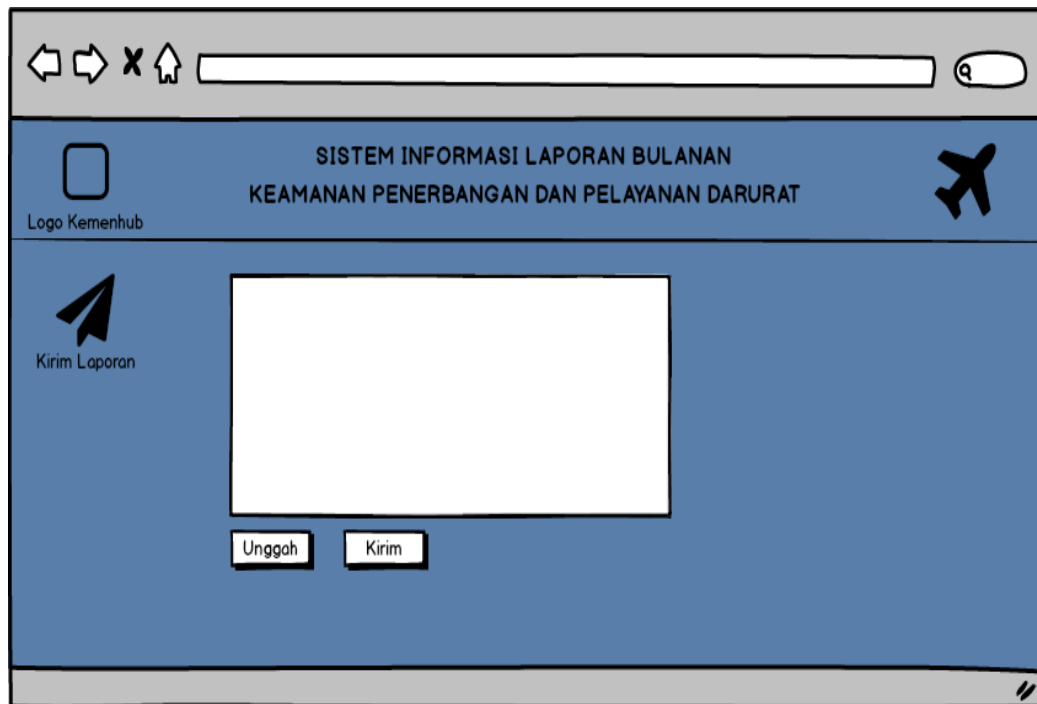 SISTEM INFORMASI LAPORAN BULANAN
KEAMANAN PENERBANGAN DAN PELAYANAN DARURAT
Logo Kemenhub
Kirim Laporan
Unggah
Kirim